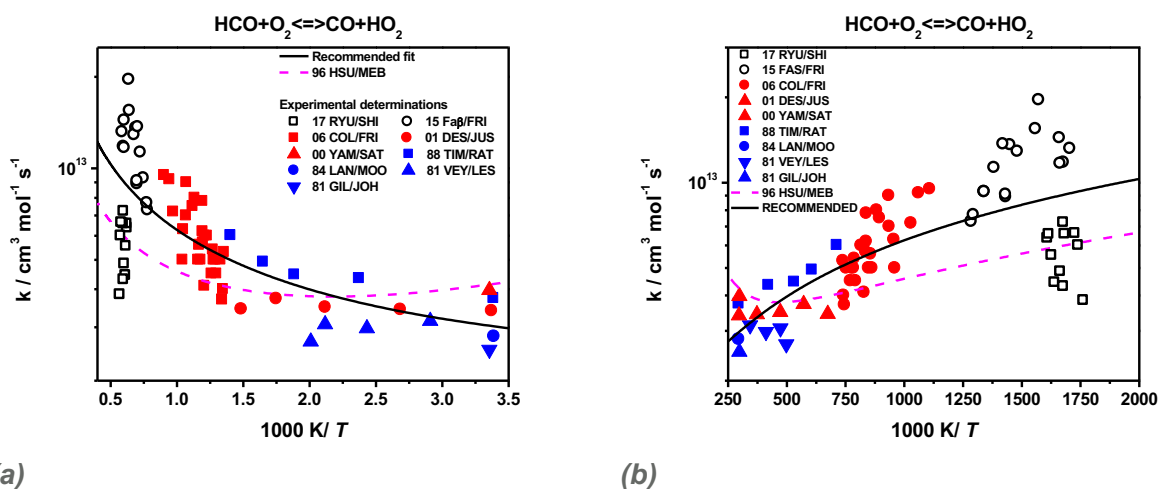 HCO+O2<=>CO+HO2
10^13
k / cm^3 mol^-1 s^-1
Recommended fit
96 HSU/MEB
Experimental determinations
17 RYU/SHI
15 Faβ/FRI
06 COL/FRI
01 DES/JUS
00 YAM/SAT
88 TIM/RAT
84 LAN/MOO
81 VEY/LES
81 GIL/JOH
0.5 1.0 1.5 2.0 2.5 3.0 3.5
1000 K/ T
(a)
HCO+O2<=>CO+HO2
10^13
k / cm^3 mol^-1 s^-1
17 RYU/SHI
15 FAS/FRI
06 COL/FRI
01 DES/JUS
00 YAM/SAT
88 TIM/RAT
84 LAN/MOO
81 VEY/LES
81 GIL/JOH
96 HSU/MEB
RECOMMENDED
250 500 750 1000 1250 1500 1750 2000
1000 K/ T
(b)